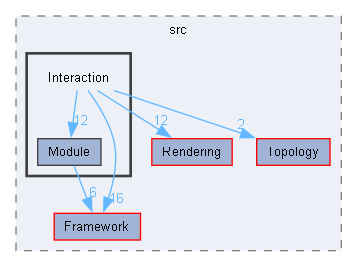 src
Interaction
12
12
2
Module
Rendering
Topology
6
16
Framework